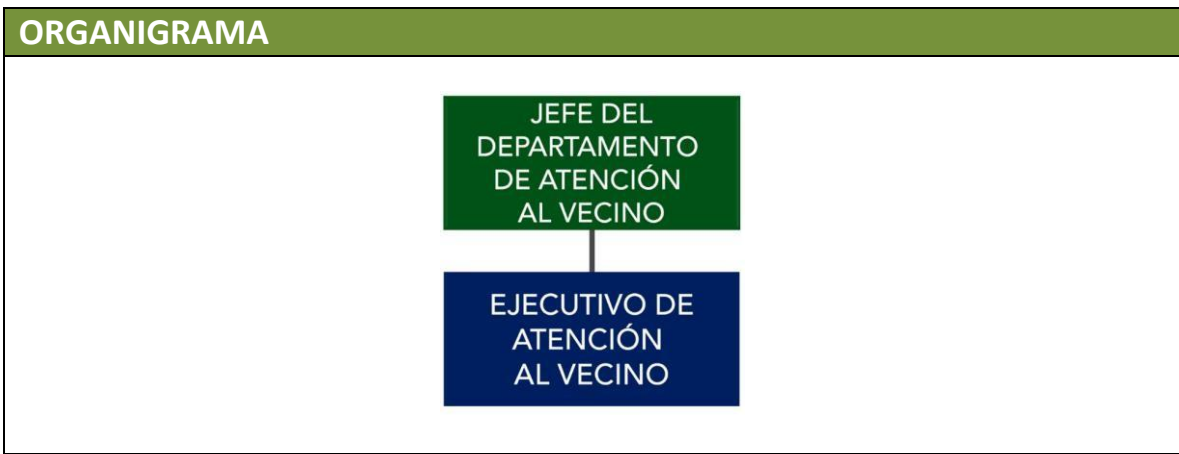 ORGANIGRAMA
JEFE DEL
DEPARTAMENTO
DE ATENCIÓN
AL VECINO
EJECUTIVO DE
ATENCIÓN
AL VECINO